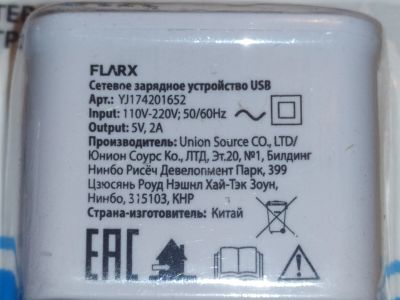 FLARX
Сетевое зарядное устройство USB
Арт.: YJ174201652
Input: 110V-220V; 50/60Hz
Output: 5V, 2A
Производитель: Union Source CO., LTD/
Юнион Соурс Ко., ЛТД, Эт.20, №1, Билдинг
Нинбо Рисёч Девелопмент Парк, 399
Цзюсянь Роуд Нэшнл Хай-Тэк Зоун,
Нинбо, 315103, КНР
Страна-изготовитель: Китай
EAC